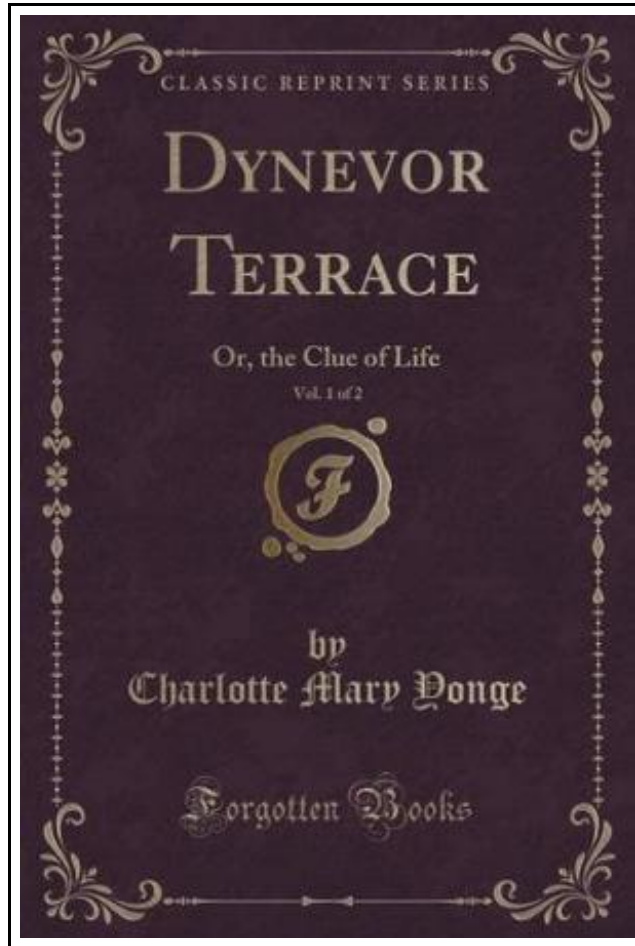 CLASSIC REPRINT SERIES
DYNEVOR
TERRACE
Or, the Clue of Life
Vol. 1 of 2
F
by
Charlotte Mary Yonge
Forgotten Books